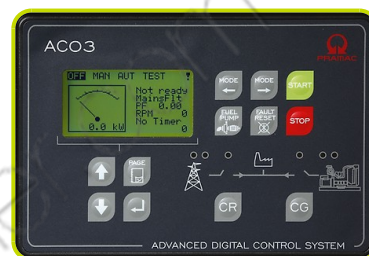 ACO3
PRAMAC
OFF MAN AUT TEST !
Not ready
MainsFlt
PF 0.00
RPM 0
No Timer
0
0.0 kW
MODE
MODE
START
FUEL PUMP
FAULT RESET
STOP
PAGE
CR
CG
ADVANCED DIGITAL CONTROL SYSTEM